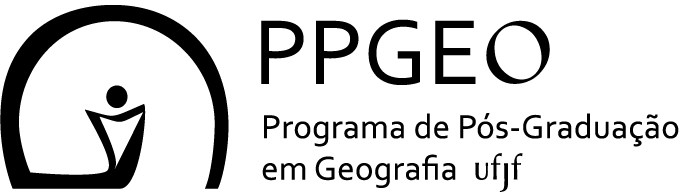 PPGEO
Programa de Pós-Graduação
em Geografia ufjf